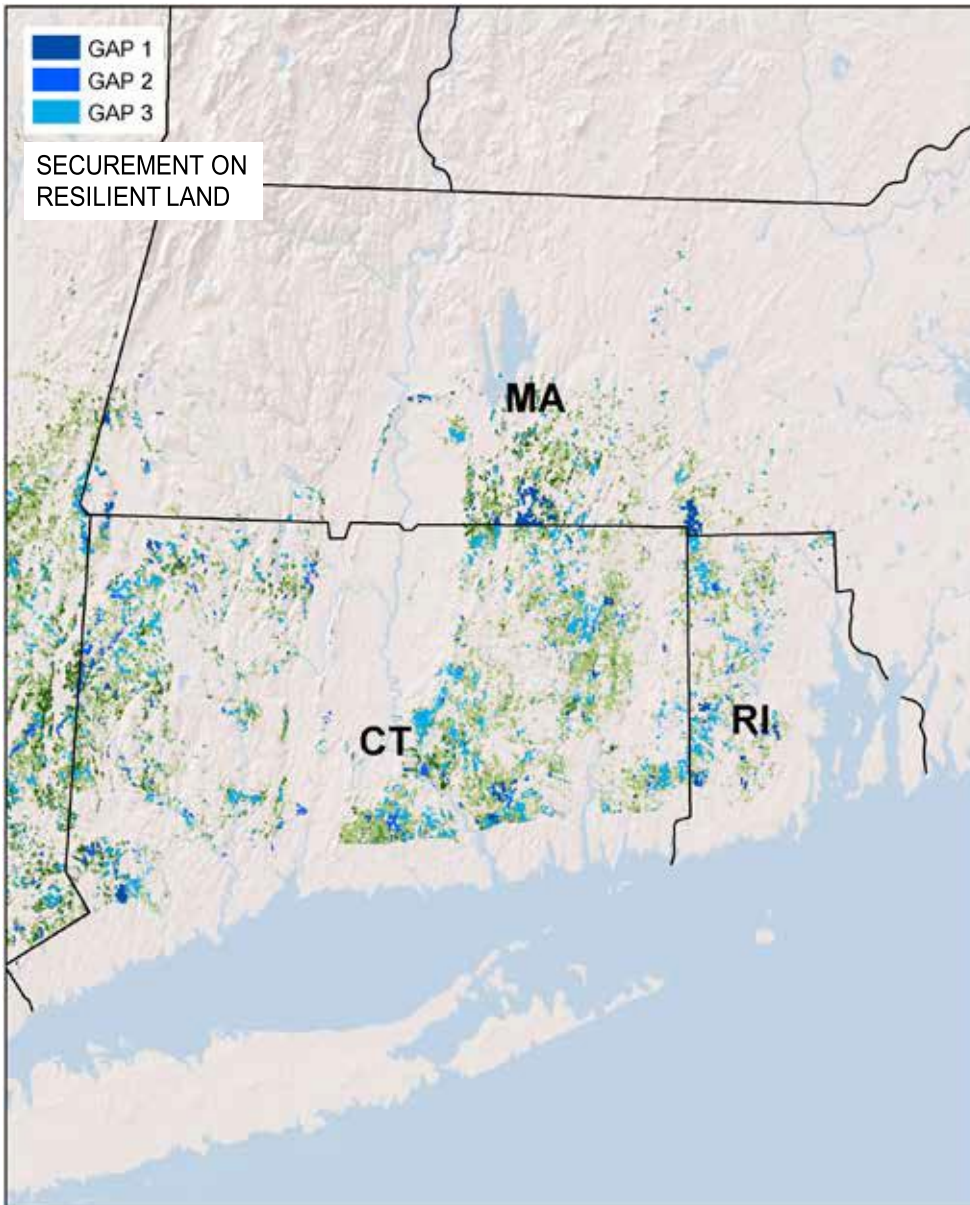 GAP 1
GAP 2
GAP 3
SECUREMENT ON
RESILIENT LAND
MA
CT
RI